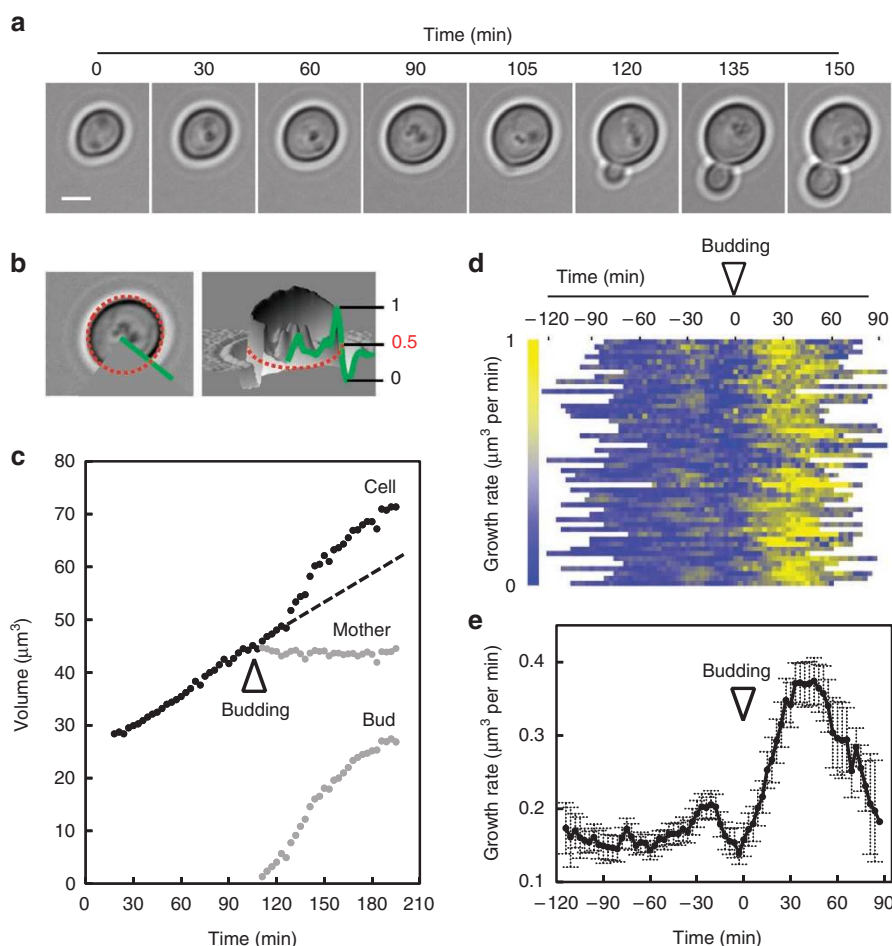 a
Time (min)
0 30 60 90 105 120 135 150
b
1
0.5
0
c
80
70
60
50
40
30
20
10
0
Volume (μm³)
Cell
Mother
Budding
Bud
0 30 60 90 120 150 180 210
Time (min)
d
Budding
Time (min)
−120 −90 −60 −30 0 30 60 90
1
0
Growth rate (μm³ per min)
e
0.4
0.3
0.2
0.1
Growth rate (μm³ per min)
Budding
−120 −90 −60 −30 0 30 60 90
Time (min)